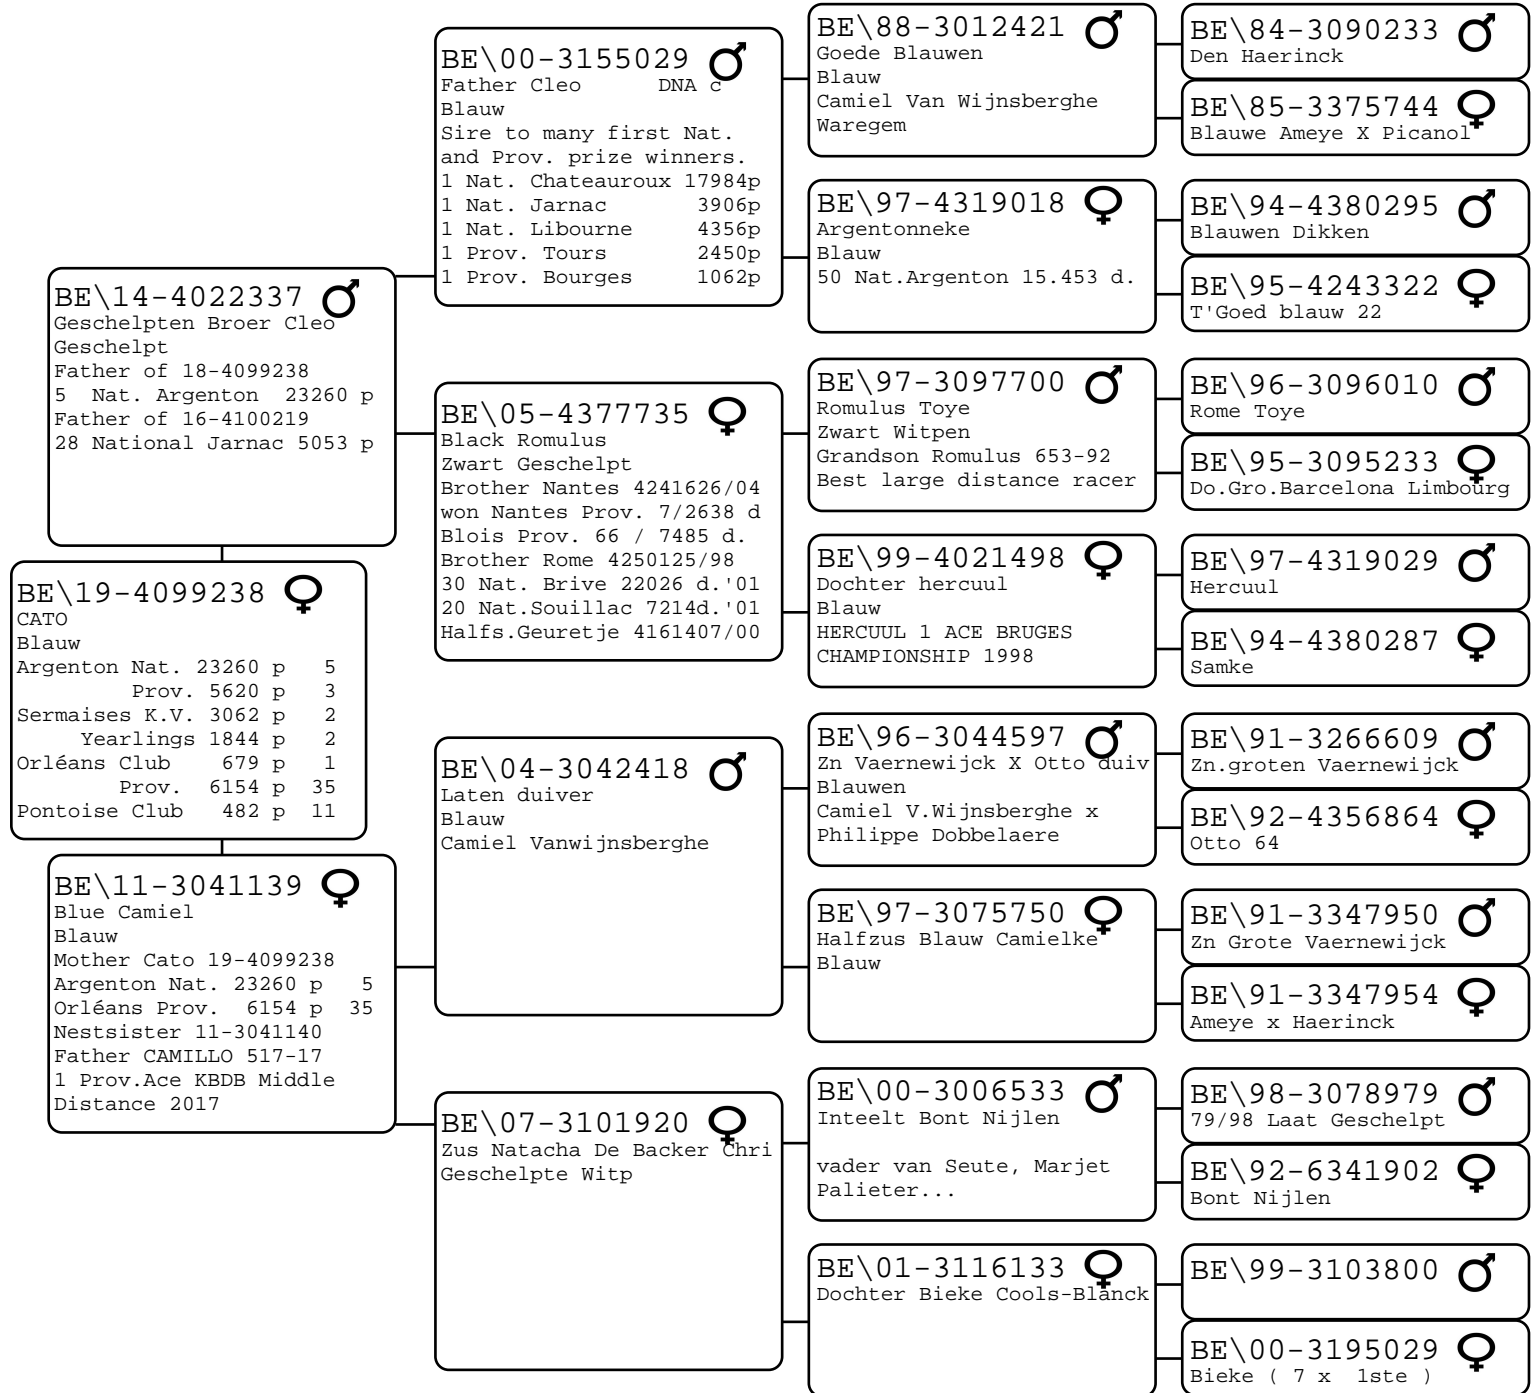 BE\19-4099238
CATO
Blauw
Argenton Nat. 23260 p   5
Prov. 5620 p   3
Sermaises K.V. 3062 p   2
Yearlings 1844 p   2
Orléans Club    679 p   1
Prov.  6154 p  35
Pontoise Club   482 p  11
BE\14-4022337
Geschelpten Broer Cleo
Geschelpt
Father of 18-4099238
5  Nat. Argenton  23260 p
Father of 16-4100219
28 National Jarnac 5053 p
BE\11-3041139
Blue Camiel
Blauw
Mother Cato 19-4099238
Argenton Nat. 23260 p   5
Orléans Prov.  6154 p  35
Nestsister 11-3041140
Father CAMILLO 517-17
1 Prov.Ace KBDB Middle
Distance 2017
BE\00-3155029
Father Cleo      DNA c
Blauw
Sire to many first Nat.
and Prov. prize winners.
1 Nat. Chateauroux 17984p
1 Nat. Jarnac       3906p
1 Nat. Libourne     4356p
1 Prov. Tours       2450p
1 Prov. Bourges     1062p
BE\05-4377735
Black Romulus
Zwart Geschelpt
Brother Nantes 4241626/04
won Nantes Prov. 7/2638 d
Blois Prov. 66 / 7485 d.
Brother Rome 4250125/98
30 Nat. Brive 22026 d.'01
20 Nat.Souillac 7214d.'01
Halfs.Geuretje 4161407/00
BE\04-3042418
Laten duiver
Blauw
Camiel Vanwijnsberghe
BE\07-3101920
Zus Natacha De Backer Chri
Geschelpte Witp
BE\88-3012421
Goede Blauwen
Blauw
Camiel Van Wijnsberghe
Waregem
BE\97-4319018
Argentonneke
Blauw
50 Nat.Argenton 15.453 d.
BE\97-3097700
Romulus Toye
Zwart Witpen
Grandson Romulus 653-92
Best large distance racer
BE\99-4021498
Dochter hercuul
Blauw
HERCUUL 1 ACE BRUGES
CHAMPIONSHIP 1998
BE\96-3044597
Zn Vaernewijck X Otto duiv
Blauwen
Camiel V.Wijnsberghe x
Philippe Dobbelaere
BE\97-3075750
Halfzus Blauw Camielke
Blauw
BE\00-3006533
Inteelt Bont Nijlen
vader van Seute, Marjet
Palieter...
BE\01-3116133
Dochter Bieke Cools-Blanck
BE\84-3090233
Den Haerinck
BE\85-3375744
Blauwe Ameye X Picanol
BE\94-4380295
Blauwen Dikken
BE\95-4243322
T'Goed blauw 22
BE\96-3096010
Rome Toye
BE\95-3095233
Do.Gro.Barcelona Limbourg
BE\97-4319029
Hercuul
BE\94-4380287
Samke
BE\91-3266609
Zn.groten Vaernewijck
BE\92-4356864
Otto 64
BE\91-3347950
Zn Grote Vaernewijck
BE\91-3347954
Ameye x Haerinck
BE\98-3078979
79/98 Laat Geschelpt
BE\92-6341902
Bont Nijlen
BE\99-3103800
BE\00-3195029
Bieke ( 7 x  1ste )